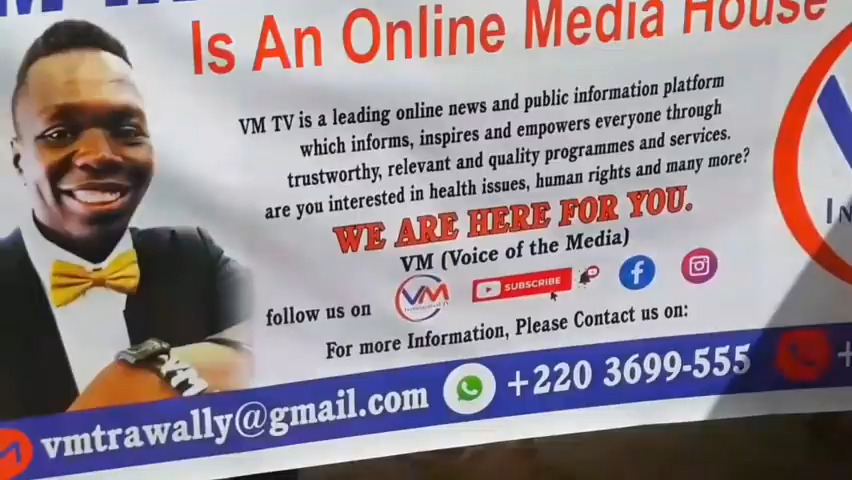 Is An Online Media House
VM TV is a leading online news and public information platform
which informs, inspires and empowers everyone through
trustworthy, relevant and quality programmes and services.
are you interested in health issues, human rights and many more?
WE ARE HERE FOR YOU.
VM (Voice of the Media)
follow us on VM SUBSCRIBE
For more Information, Please Contact us on:
vmtrawally@gmail.com +220 3699-555 +